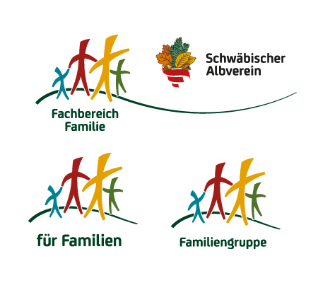 Schwäbischer
Albverein
Fachbereich
Familie
für Familien
Familiengruppe